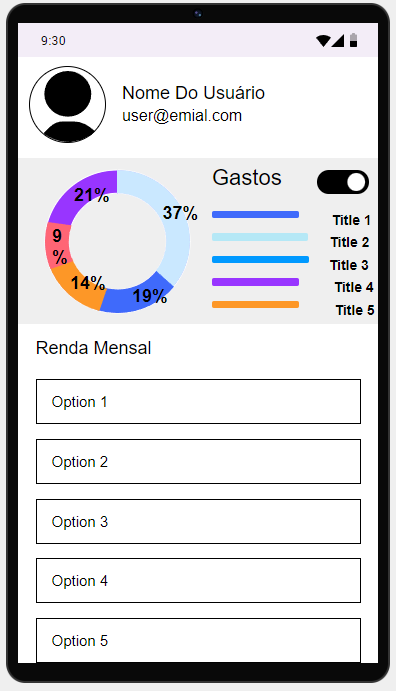 9:30
Nome Do Usuário
user@emial.com
Gastos
21%
37%
9
%
14%
19%
Title 1
Title 2
Title 3
Title 4
Title 5
Renda Mensal
Option 1
Option 2
Option 3
Option 4
Option 5